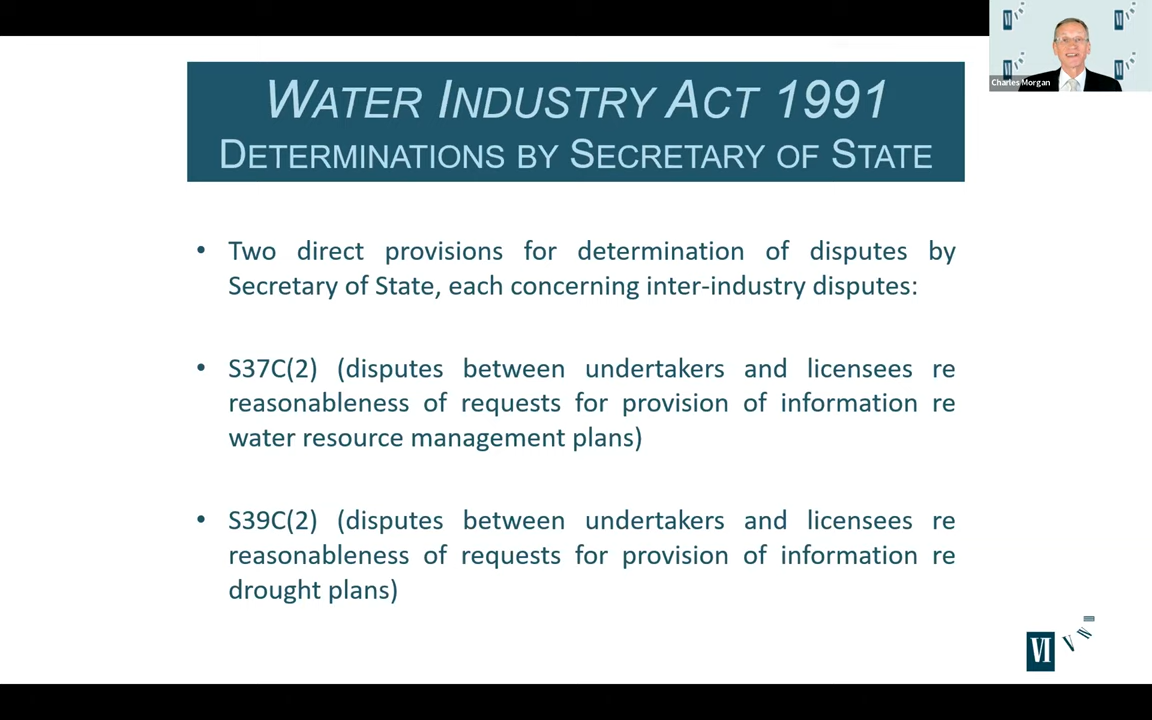 Charles Morgan
WATER INDUSTRY ACT 1991
DETERMINATIONS BY SECRETARY OF STATE
• Two direct provisions for determination of disputes by
Secretary of State, each concerning inter-industry disputes:
• S37C(2) (disputes between undertakers and licensees re
reasonableness of requests for provision of information re
water resource management plans)
• S39C(2) (disputes between undertakers and licensees re
reasonableness of requests for provision of information re
drought plans)
VI